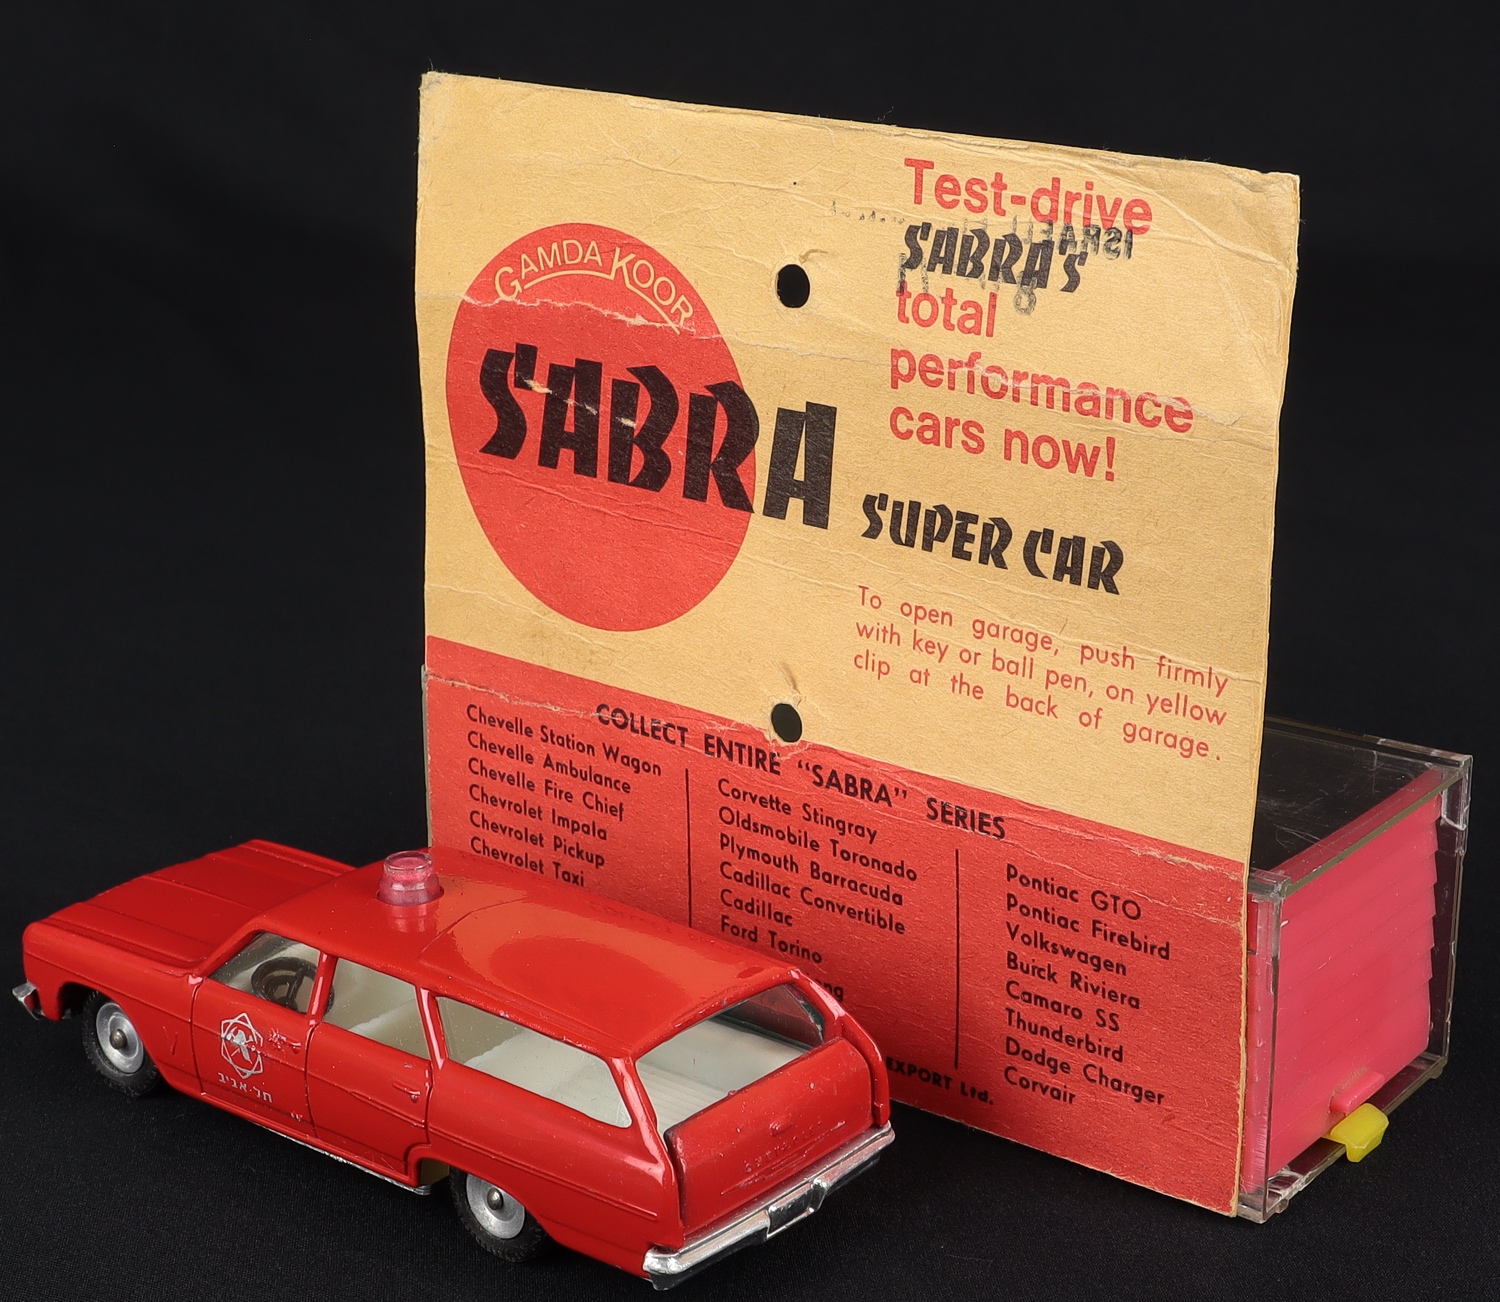 GAMDA KOOR
SABRA
Test-drive
SABRA'S
total
performance
cars now!
SUPER CAR
To open garage, push firmly
with key or ball pen, on yellow
clip at the back of garage.
COLLECT ENTIRE "SABRA" SERIES
Chevelle Station Wagon
Chevelle Ambulance
Chevelle Fire Chief
Chevrolet Impala
Chevrolet Pickup
Chevrolet Taxi
Corvette Stingray
Oldsmobile Toronado
Plymouth Barracuda
Cadillac Convertible
Cadillac
Ford Torino
Pontiac GTO
Pontiac Firebird
Volkswagen
Buick Riviera
Camaro SS
Thunderbird
Dodge Charger
Corvair
EXPORT Ltd.
תל-אביב